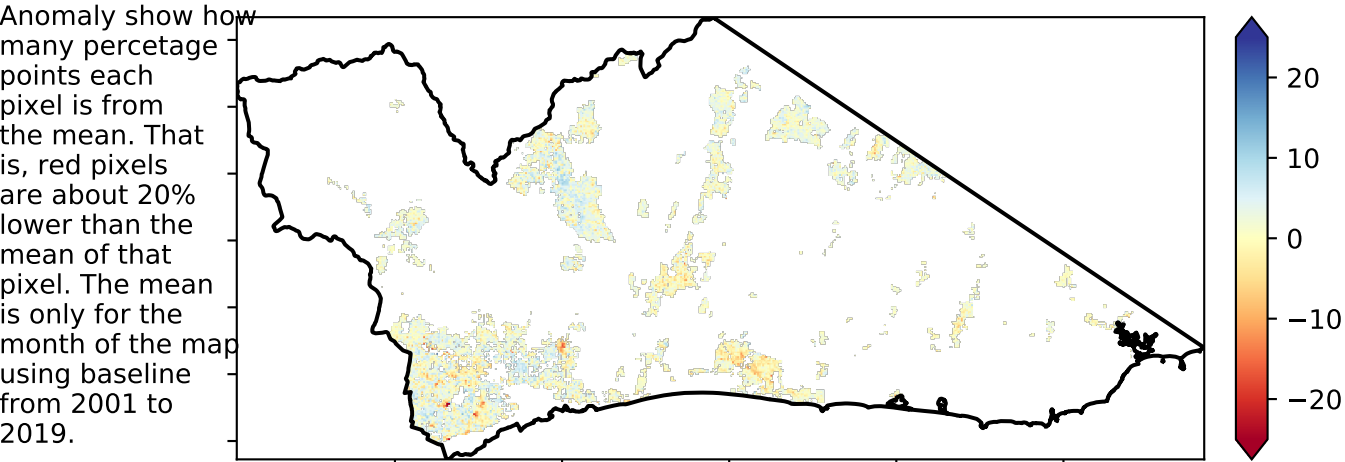 Anomaly show how
many percetage
points each
pixel is from
the mean. That
is, red pixels
are about 20%
lower than the
mean of that
pixel. The mean
is only for the
month of the map
using baseline
from 2001 to
2019.
20
10
0
−10
−20